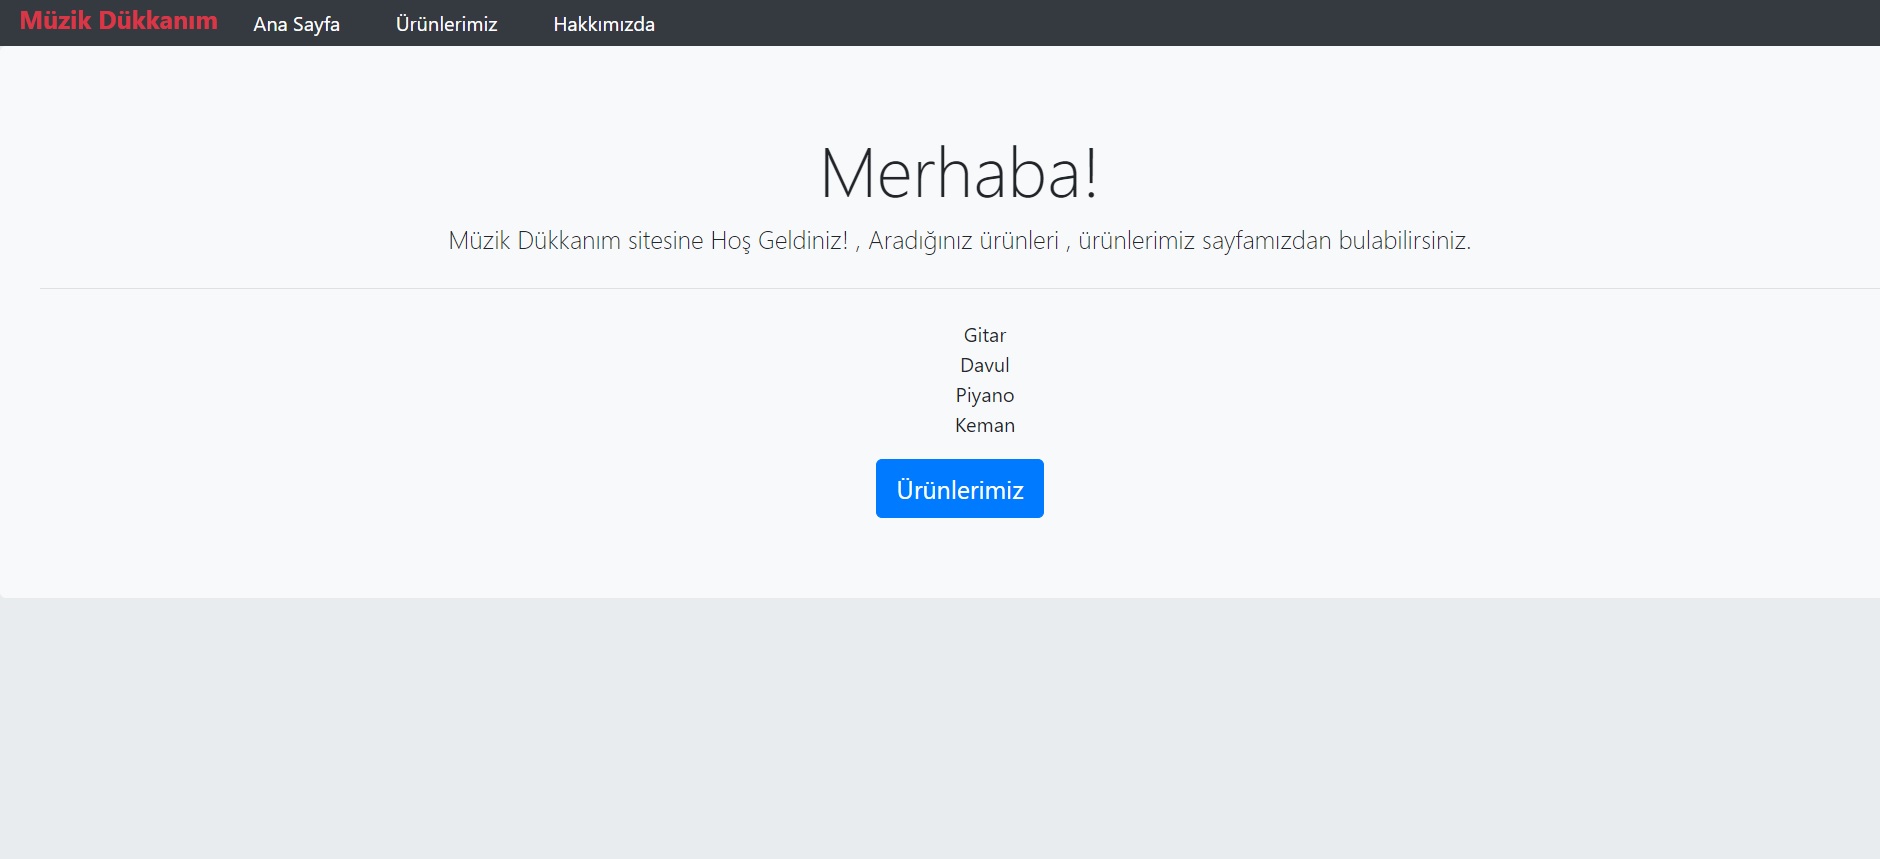 Müzik Dükkanım Ana Sayfa Ürünlerimiz Hakkımızda
Merhaba!
Müzik Dükkanım sitesine Hoş Geldiniz! , Aradığınız ürünleri , ürünlerimiz sayfamızdan bulabilirsiniz.
Gitar
Davul
Piyano
Keman
Ürünlerimiz